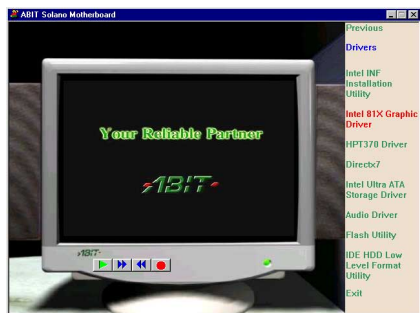 ABIT Solano Motherboard
Your Reliable Partner
ABIT
ABIT
Previous
Drivers
Intel INF
Installation
Utility
Intel 81X Graphic
Driver
HPT370 Driver
Directx7
Intel Ultra ATA
Storage Driver
Audio Driver
Flash Utility
IDE HDD Low
Level Format
Utility
Exit